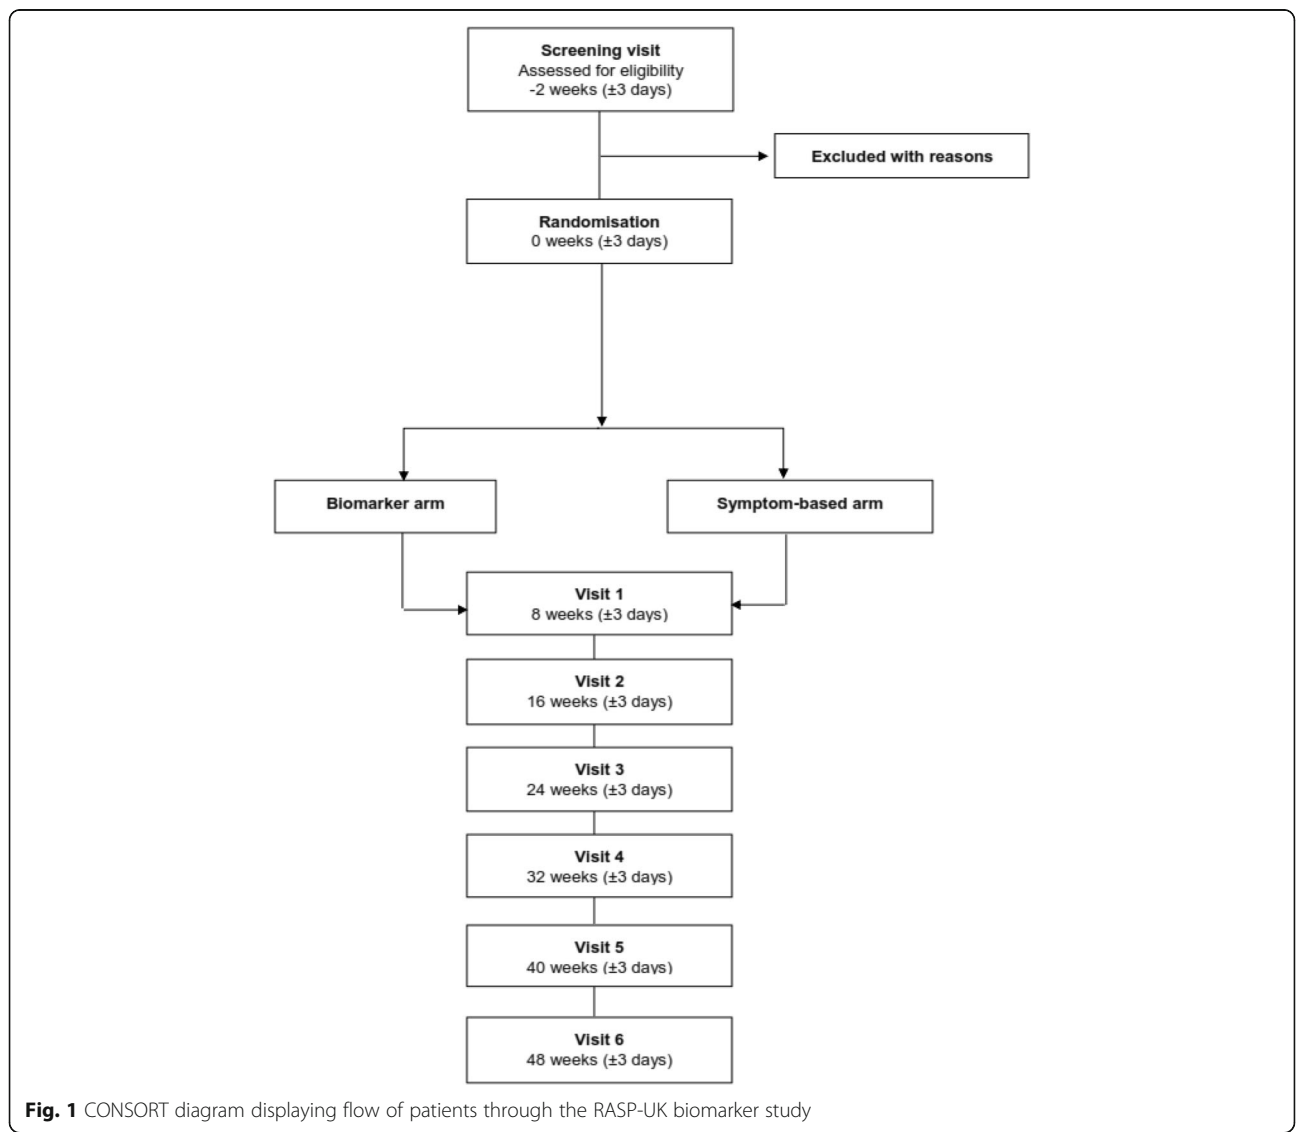 Screening visit
Assessed for eligibility
-2 weeks (±3 days)
Excluded with reasons
Randomisation
0 weeks (±3 days)
Biomarker arm
Symptom-based arm
Visit 1
8 weeks (±3 days)
Visit 2
16 weeks (±3 days)
Visit 3
24 weeks (±3 days)
Visit 4
32 weeks (±3 days)
Visit 5
40 weeks (±3 days)
Visit 6
48 weeks (±3 days)
Fig. 1 CONSORT diagram displaying flow of patients through the RASP-UK biomarker study